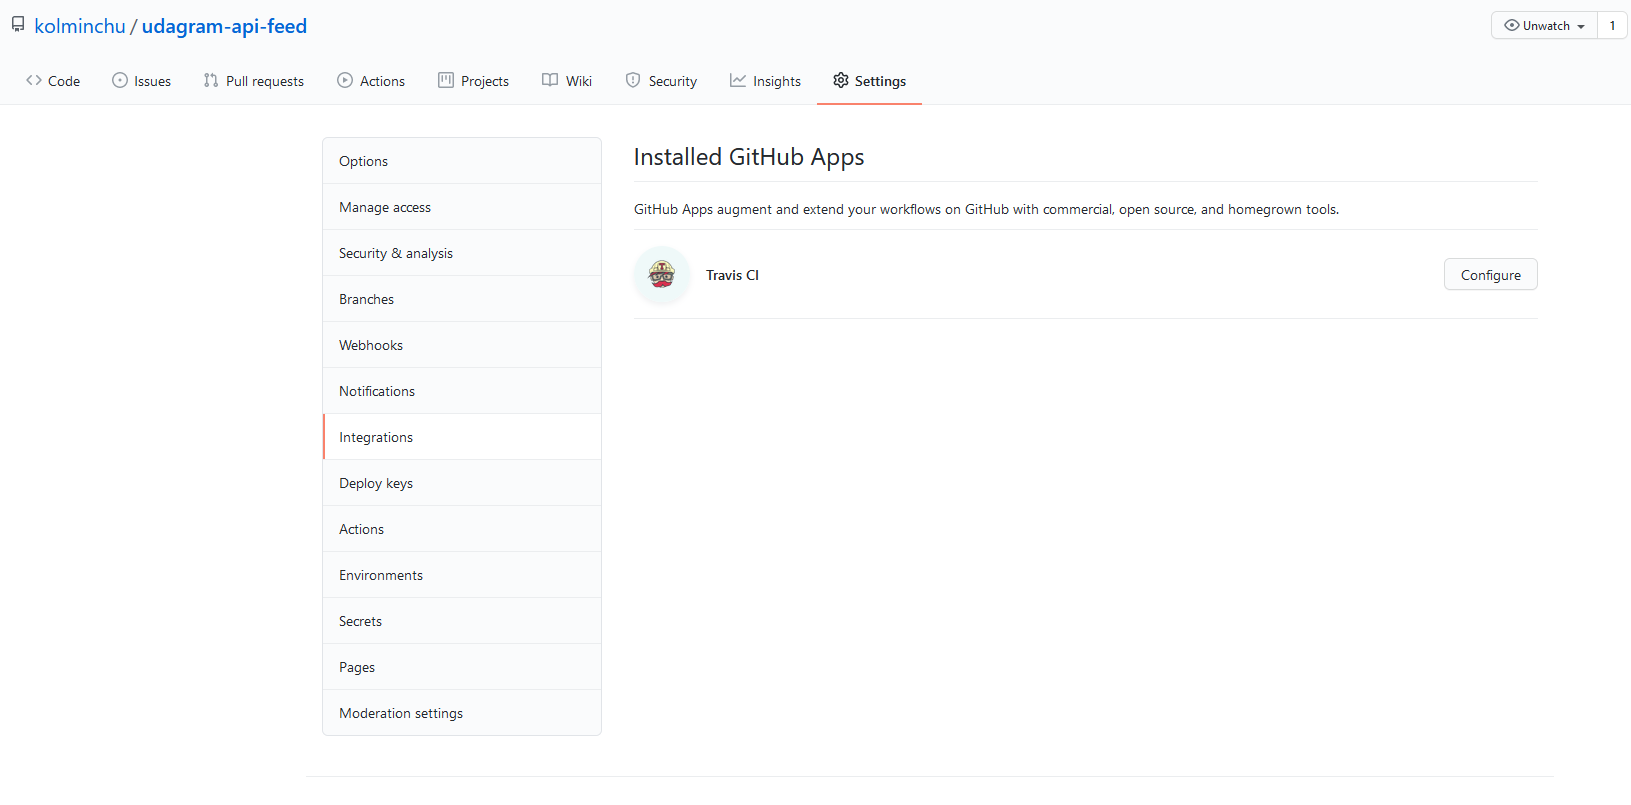 kolminchu / udagram-api-feed
Unwatch 1
Code Issues Pull requests Actions Projects Wiki Security Insights Settings
Options
Manage access
Security & analysis
Branches
Webhooks
Notifications
Integrations
Deploy keys
Actions
Environments
Secrets
Pages
Moderation settings
Installed GitHub Apps
GitHub Apps augment and extend your workflows on GitHub with commercial, open source, and homegrown tools.
Travis CI
Configure